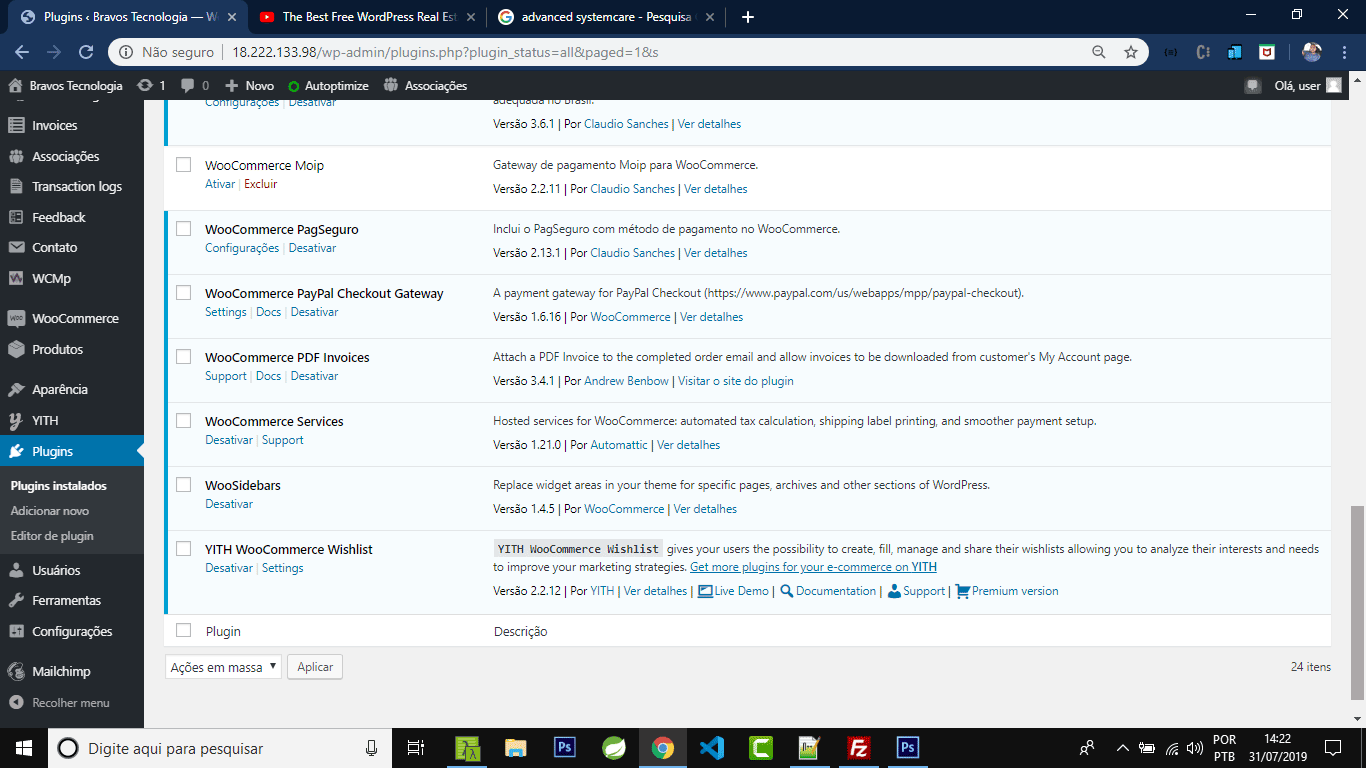 Plugins ‹ Bravos Tecnologia — W
The Best Free WordPress Real Est
advanced systemcare - Pesquisa
Não seguro | 18.222.133.98/wp-admin/plugins.php?plugin_status=all&paged=1&s
Bravos Tecnologia 1 0 Novo Autoptimize Associações Olá, user
Invoices
Associações
Transaction logs
Feedback
Contato
WCMp
WooCommerce
Produtos
Aparência
YITH
Plugins
Plugins instalados
Adicionar novo
Editor de plugin
Usuários
Ferramentas
Configurações
Mailchimp
Recolher menu
Configurações | Desativar
adequada no Brasil.
Versão 3.6.1 | Por Claudio Sanches | Ver detalhes
WooCommerce Moip
Ativar | Excluir
Gateway de pagamento Moip para WooCommerce.
Versão 2.2.11 | Por Claudio Sanches | Ver detalhes
WooCommerce PagSeguro
Configurações | Desativar
Inclui o PagSeguro com método de pagamento no WooCommerce.
Versão 2.13.1 | Por Claudio Sanches | Ver detalhes
WooCommerce PayPal Checkout Gateway
Settings | Docs | Desativar
A payment gateway for PayPal Checkout (https://www.paypal.com/us/webapps/mpp/paypal-checkout).
Versão 1.6.16 | Por WooCommerce | Ver detalhes
WooCommerce PDF Invoices
Support | Docs | Desativar
Attach a PDF Invoice to the completed order email and allow invoices to be downloaded from customer's My Account page.
Versão 3.4.1 | Por Andrew Benbow | Visitar o site do plugin
WooCommerce Services
Desativar | Support
Hosted services for WooCommerce: automated tax calculation, shipping label printing, and smoother payment setup.
Versão 1.21.0 | Por Automattic | Ver detalhes
WooSidebars
Desativar
Replace widget areas in your theme for specific pages, archives and other sections of WordPress.
Versão 1.4.5 | Por WooCommerce | Ver detalhes
YITH WooCommerce Wishlist
Desativar | Settings
YITH WooCommerce Wishlist gives your users the possibility to create, fill, manage and share their wishlists allowing you to analyze their interests and needs
to improve your marketing strategies. Get more plugins for your e-commerce on YITH
Versão 2.2.12 | Por YITH | Ver detalhes | Live Demo | Documentation | Support | Premium version
Plugin Descrição
Ações em massa Aplicar 24 itens
Digite aqui para pesquisar
POR
PTB
14:22
31/07/2019